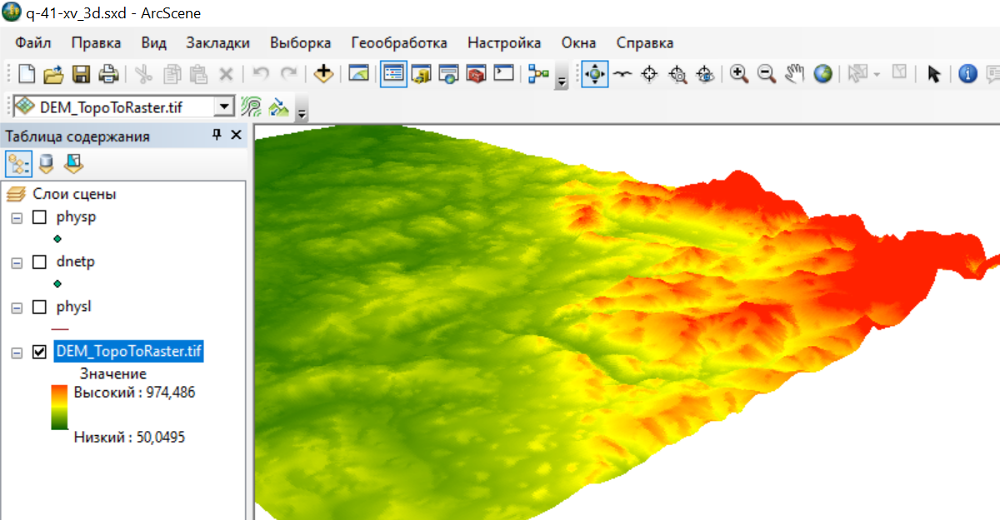 q-41-xv_3d.sxd - ArcScene
Файл Правка Вид Закладки Выборка Геообработка Настройка Окна Справка
DEM_TopoToRaster.tif
Таблица содержания
Слои сцены
physp
dnetp
physl
DEM_TopoToRaster.tif
Значение
Высокий : 974,486
Низкий : 50,0495